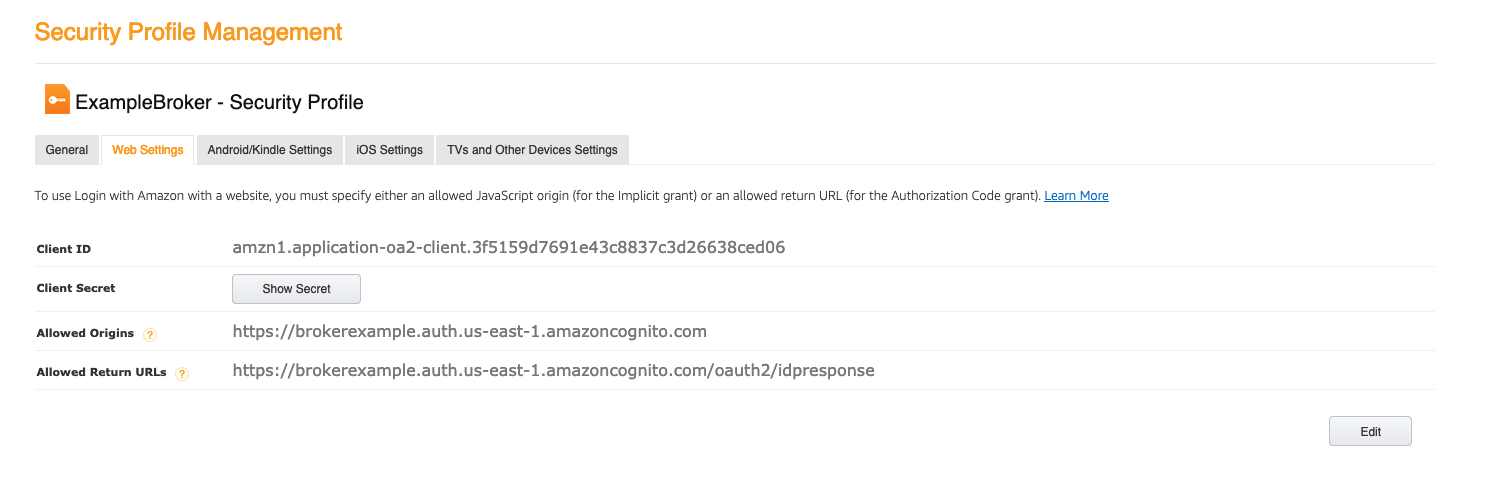 Security Profile Management
ExampleBroker - Security Profile
General Web Settings Android/Kindle Settings iOS Settings TVs and Other Devices Settings
To use Login with Amazon with a website, you must specify either an allowed JavaScript origin (for the Implicit grant) or an allowed return URL (for the Authorization Code grant). Learn More
Client ID amzn1.application-oa2-client.3f5159d7691e43c8837c3d26638ced06
Client Secret Show Secret
Allowed Origins ? https://brokerexample.auth.us-east-1.amazoncognito.com
Allowed Return URLs ? https://brokerexample.auth.us-east-1.amazoncognito.com/oauth2/idpresponse
Edit